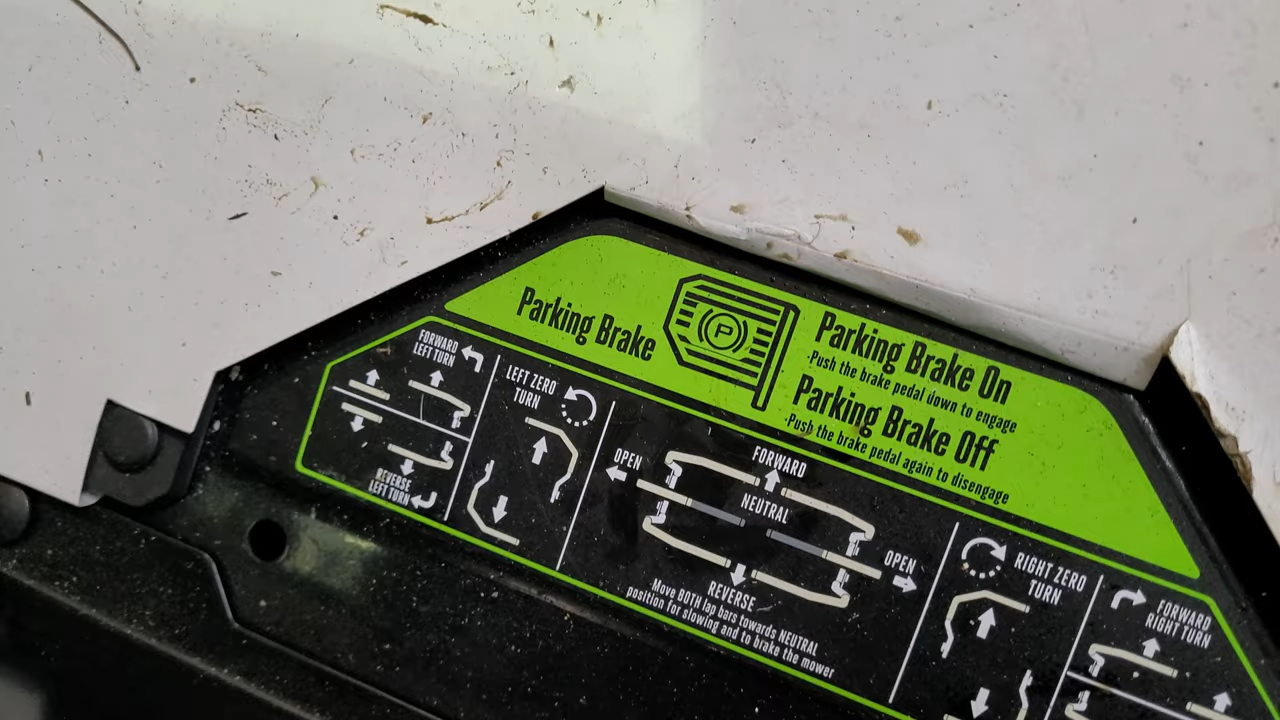 Parking Brake
P
Parking Brake On
·Push the brake pedal down to engage
Parking Brake Off
·Push the brake pedal again to disengage
FORWARD
LEFT TURN
REVERSE
LEFT TURN
LEFT ZERO
TURN
OPEN
FORWARD
NEUTRAL
REVERSE
OPEN
Move BOTH lap bars towards NEUTRAL
position for slowing and to brake the mower
RIGHT ZERO
TURN
FORWARD
RIGHT TURN